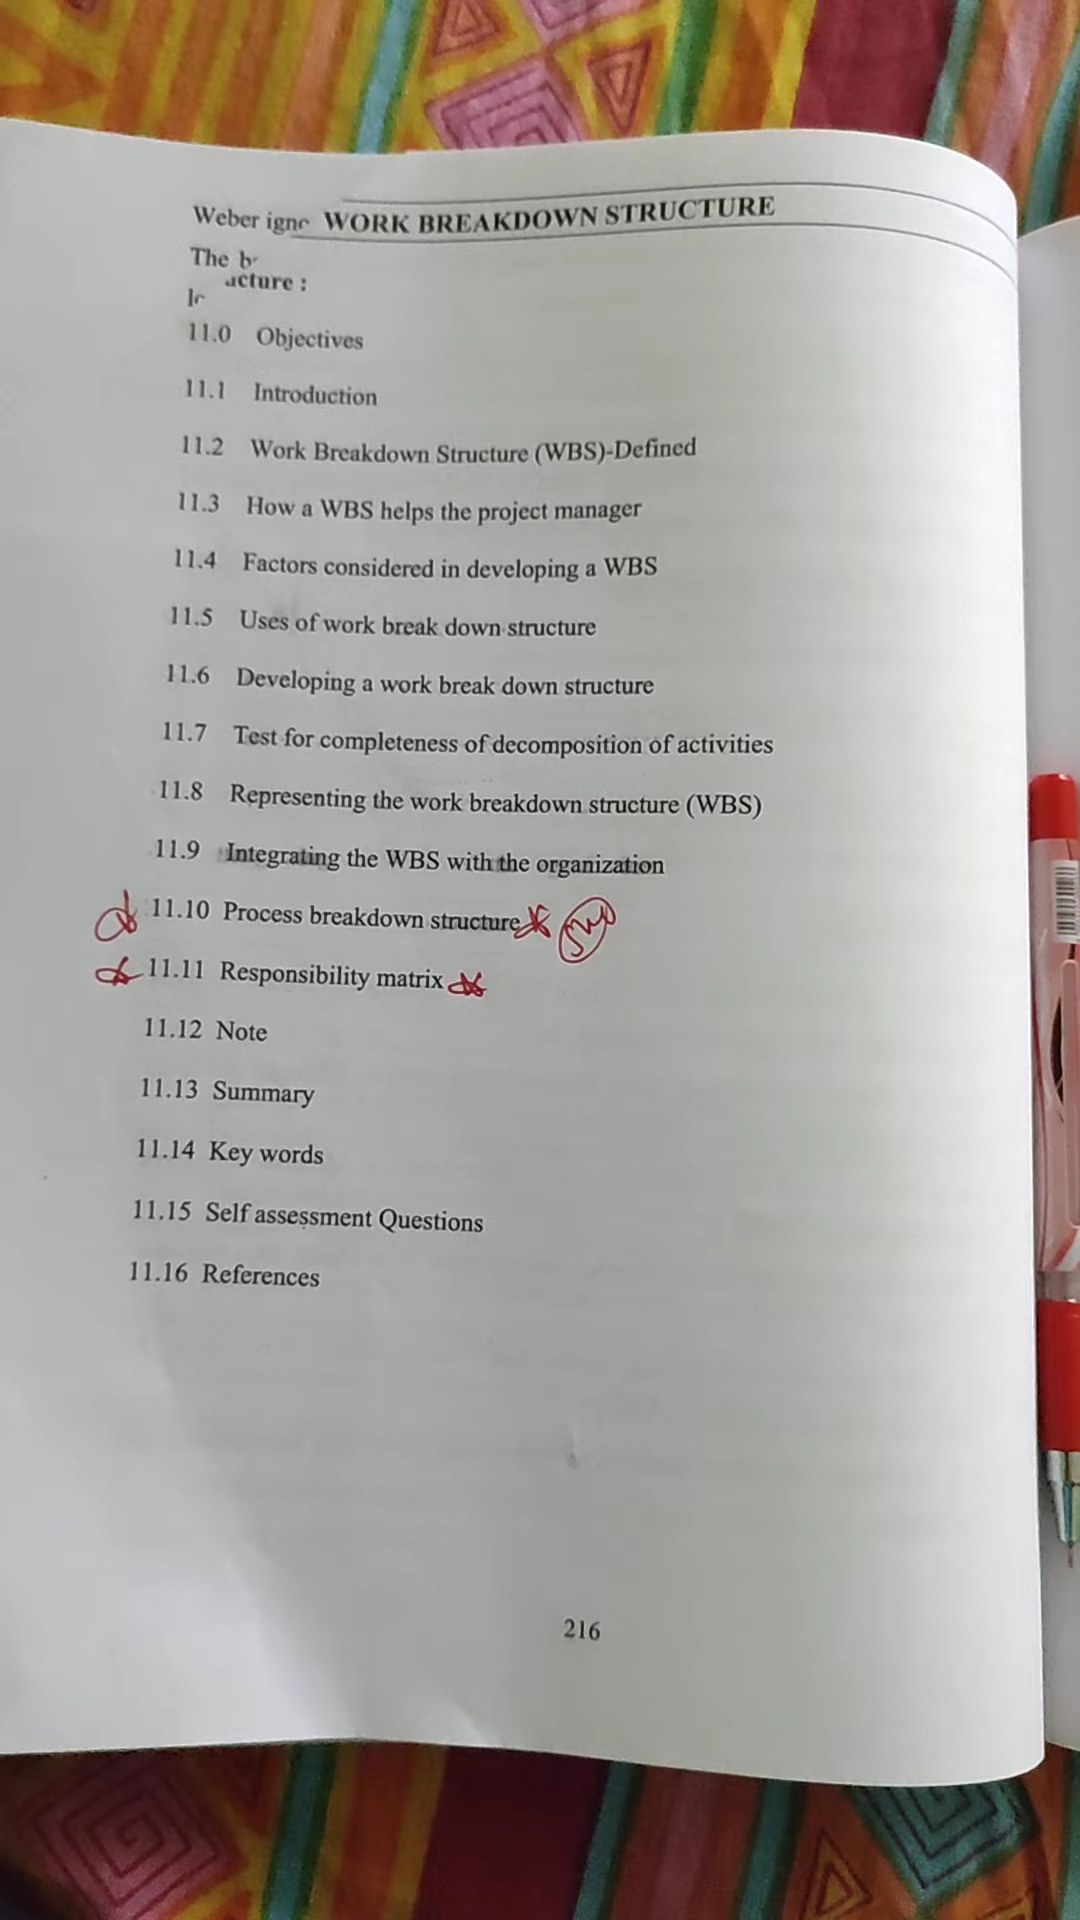 Weber WORK BREAKDOWN STRUCTURE
The
acture :
11.0 Objectives
11.1 Introduction
11.2 Work Breakdown Structure (WBS)-Defined
11.3 How a WBS helps the project manager
11.4 Factors considered in developing a WBS
11.5 Uses of work break down structure
11.6 Developing a work break down structure
11.7 Test for completeness of decomposition of activities
11.8 Representing the work breakdown structure (WBS)
11.9 Integrating the WBS with the organization
11.10 Process breakdown structure
11.11 Responsibility matrix
11.12 Note
11.13 Summary
11.14 Key words
11.15 Self assessment Questions
11.16 References
216